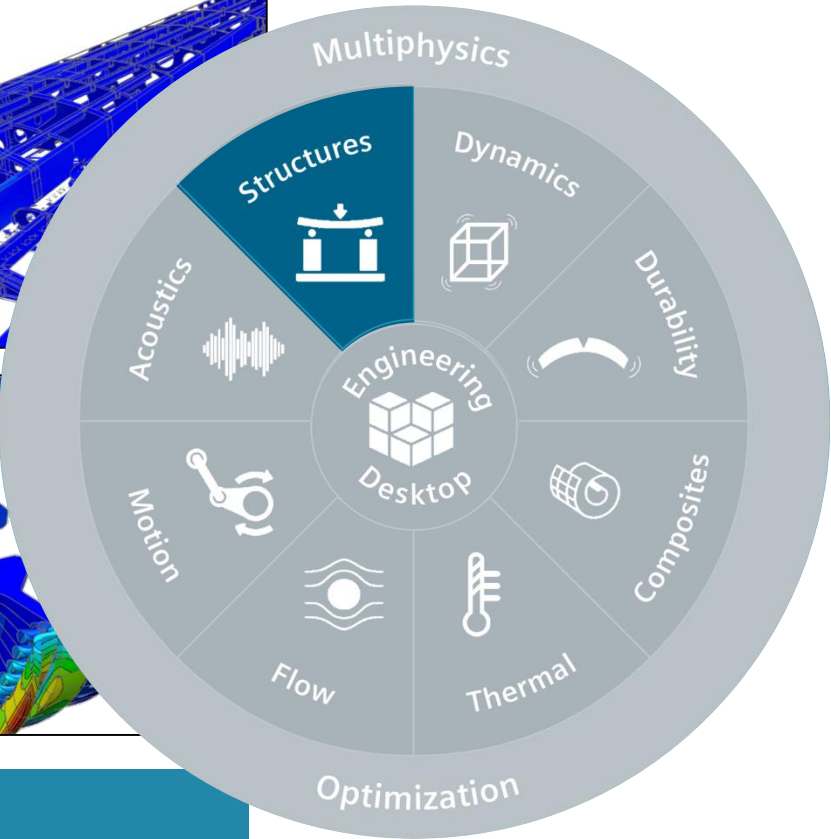 Multiphysics
Structures
Dynamics
Acoustics
Durability
Engineering
Desktop
Motion
Composites
Flow
Thermal
Optimization